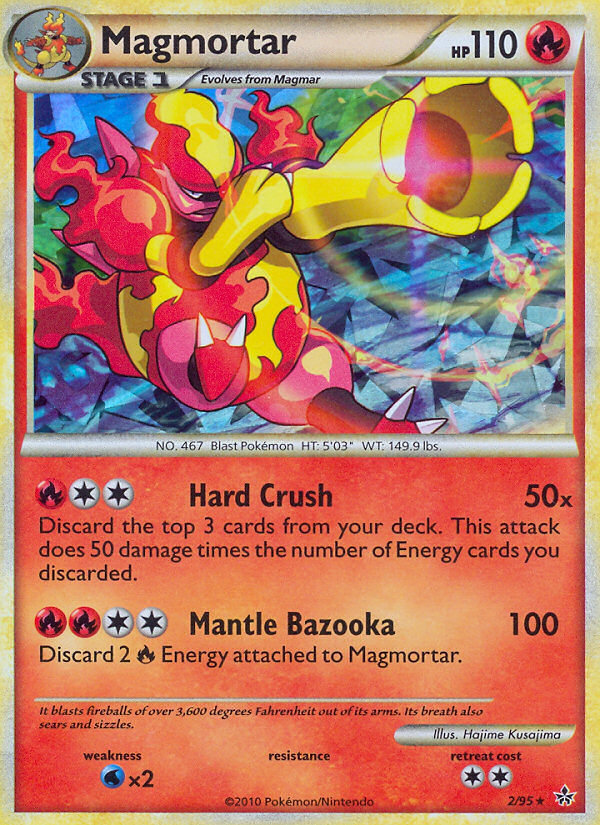 Magmortar
HP110
STAGE 1
Evolves from Magmar
NO. 467 Blast Pokémon HT: 5'03" WT: 149.9 lbs.
Hard Crush 50x
Discard the top 3 cards from your deck. This attack
does 50 damage times the number of Energy cards you
discarded.
Mantle Bazooka 100
Discard 2 Energy attached to Magmortar.
It blasts fireballs of over 3,600 degrees Fahrenheit out of its arms. Its breath also
sears and sizzles.
Illus. Hajime Kusajima
weakness resistance retreat cost
×2
©2010 Pokémon/Nintendo 2/95 ★